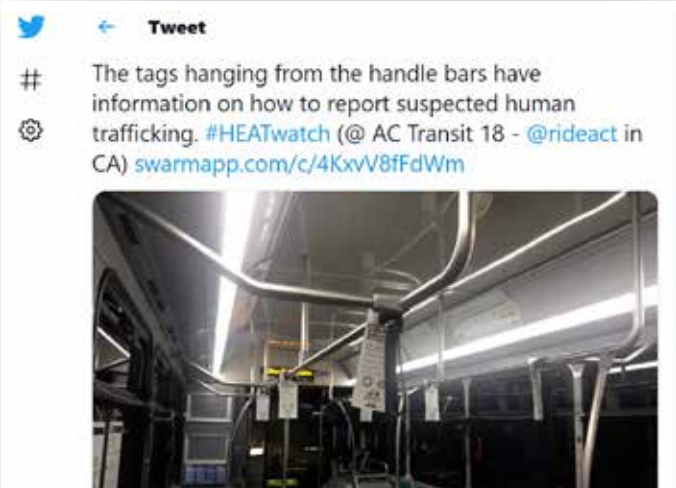 Tweet
The tags hanging from the handle bars have
information on how to report suspected human
trafficking. #HEATwatch (@ AC Transit 18 - @rideact in
CA) swarmapp.com/c/4KxvV8fFdWm